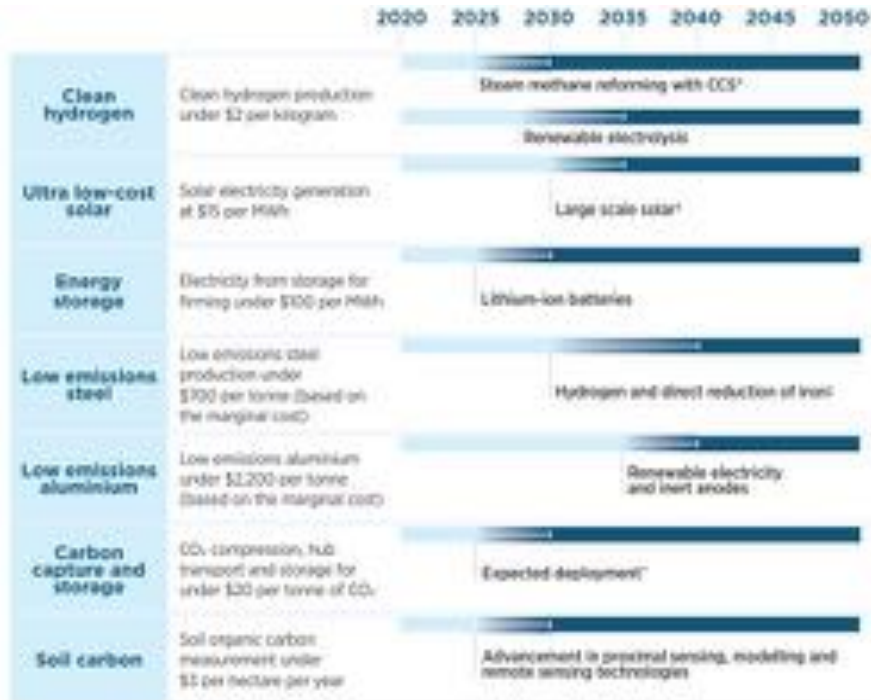 2020 2025 2030 2035 2040 2045 2050
Clean
hydrogen
Clean hydrogen production
under $2 per kilogram
Steam methane reforming with CCS
Renewable electrolysis
Ultra low-cost
solar
Solar electricity generation
at $15 per MWh
Large scale solar
Energy
storage
Electricity from storage for
firming under $100 per MWh
Lithium-ion batteries
Low emissions
steel
Low emissions steel
production under
$700 per tonne (based on
the marginal cost)
Hydrogen and direct reduction of iron
Low emissions
aluminium
Low emissions aluminium
under $2,200 per tonne
(based on the marginal cost)
Renewable electricity
and inert anodes
Carbon
capture and
storage
CO₂ compression, hub
transport and storage for
under $20 per tonne of CO₂
Expected deployment
Soil carbon
Soil organic carbon
measurement under
$3 per hectare per year
Advancement in proximal sensing, modelling and
remote sensing technologies